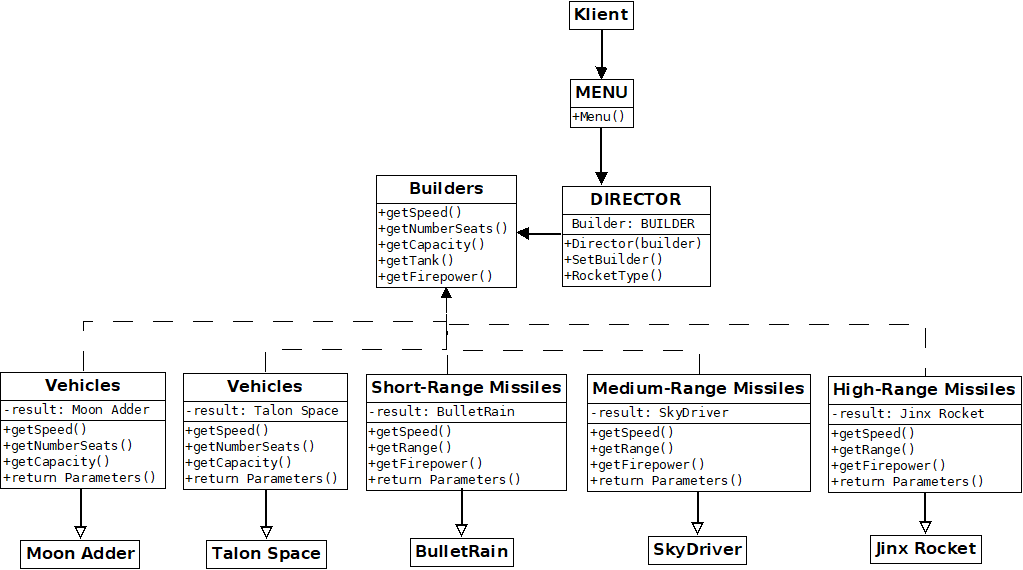 Klient
MENU
+Menu()
Builders
+getSpeed()
+getNumberSeats()
+getCapacity()
+getTank()
+getFirepower()
DIRECTOR
Builder: BUILDER
+Director(builder)
+SetBuilder()
+RocketType()
Vehicles
-result: Moon Adder
+getSpeed()
+getNumberSeats()
+getCapacity()
+return Parameters()
Vehicles
-result: Talon Space
+getSpeed()
+getNumberSeats()
+getCapacity()
+return Parameters()
Short-Range Missiles
-result: BulletRain
+getSpeed()
+getRange()
+getFirepower()
+return Parameters()
Medium-Range Missiles
-result: SkyDriver
+getSpeed()
+getRange()
+getFirepower()
+return Parameters()
High-Range Missiles
-result: Jinx Rocket
+getSpeed()
+getRange()
+getFirepower()
+return Parameters()
Moon Adder
Talon Space
BulletRain
SkyDriver
Jinx Rocket